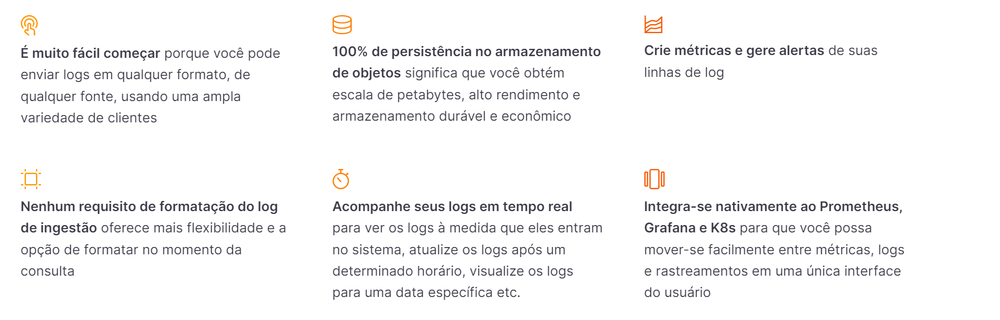 É muito fácil começar porque você pode
enviar logs em qualquer formato, de
qualquer fonte, usando uma ampla
variedade de clientes
100% de persistência no armazenamento
de objetos significa que você obtém
escala de petabytes, alto rendimento e
armazenamento durável e econômico
Crie métricas e gere alertas de suas
linhas de log
Nenhum requisito de formatação do log
de ingestão oferece mais flexibilidade e a
opção de formatar no momento da
consulta
Acompanhe seus logs em tempo real
para ver os logs à medida que eles entram
no sistema, atualize os logs após um
determinado horário, visualize os logs
para uma data específica etc.
Integra-se nativamente ao Prometheus,
Grafana e K8s para que você possa
mover-se facilmente entre métricas, logs
e rastreamentos em uma única interface
do usuário